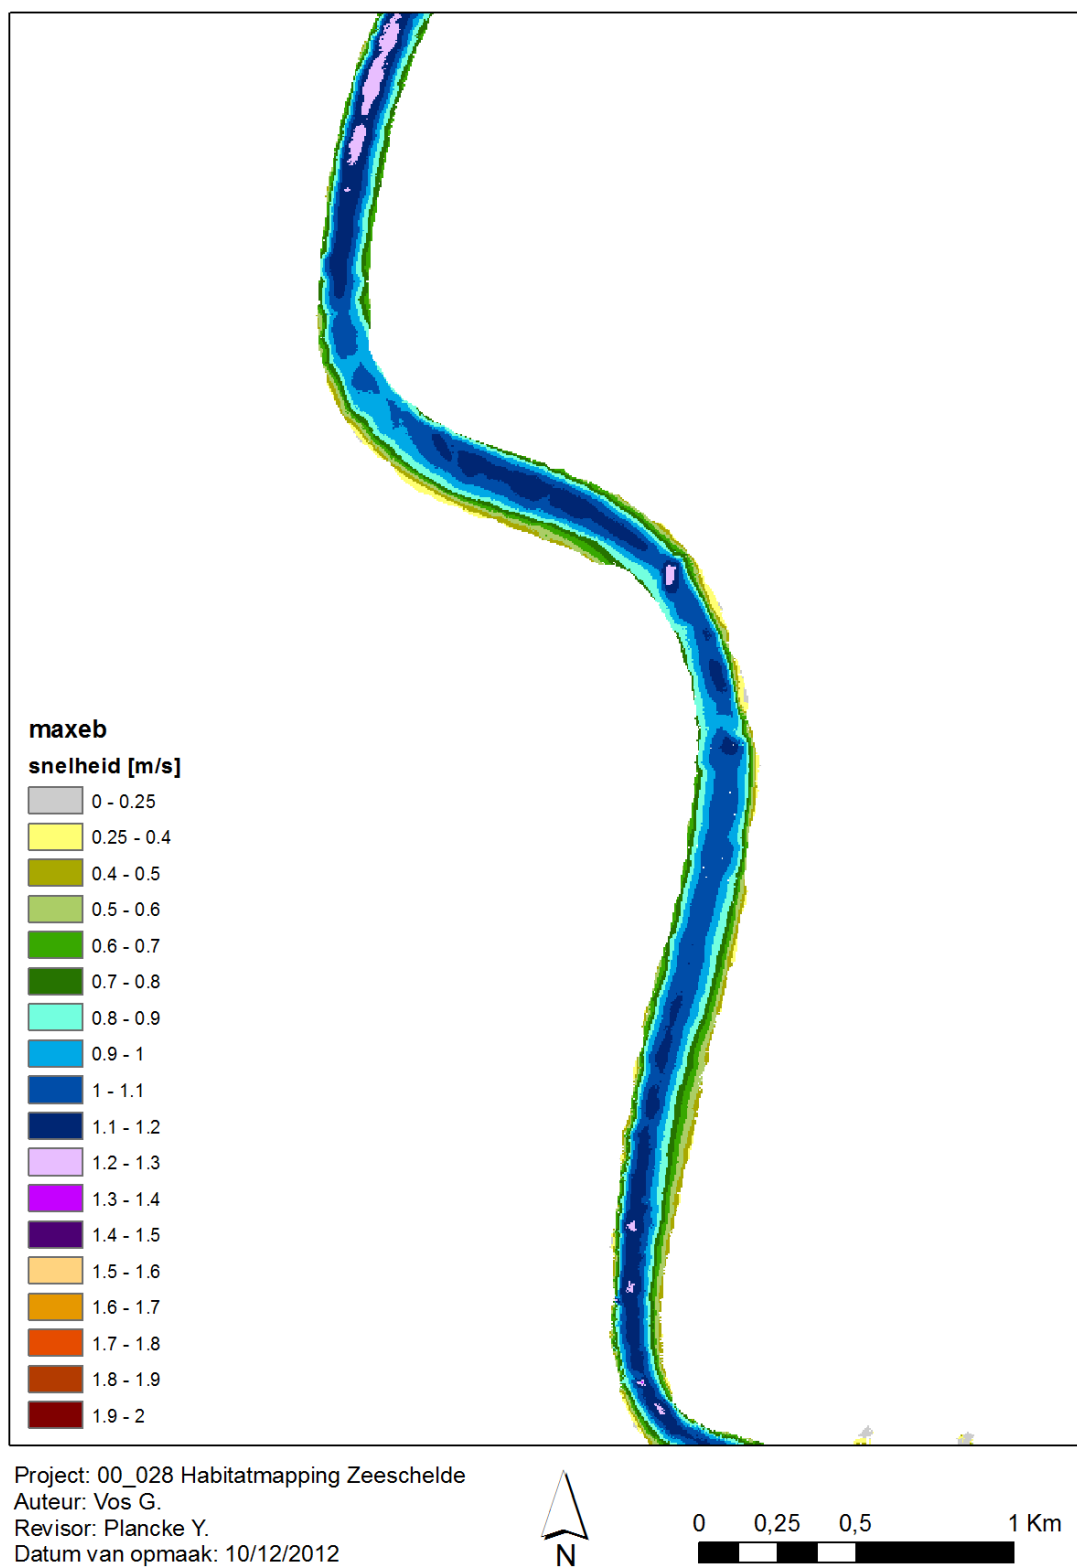 maxeb
snelheid [m/s]
0 - 0.25
0.25 - 0.4
0.4 - 0.5
0.5 - 0.6
0.6 - 0.7
0.7 - 0.8
0.8 - 0.9
0.9 - 1
1 - 1.1
1.1 - 1.2
1.2 - 1.3
1.3 - 1.4
1.4 - 1.5
1.5 - 1.6
1.6 - 1.7
1.7 - 1.8
1.8 - 1.9
1.9 - 2
Project: 00_028 Habitatmapping Zeeschelde
Auteur: Vos G.
Revisor: Plancke Y.
Datum van opmaak: 10/12/2012
N
0 0,25 0,5 1 Km